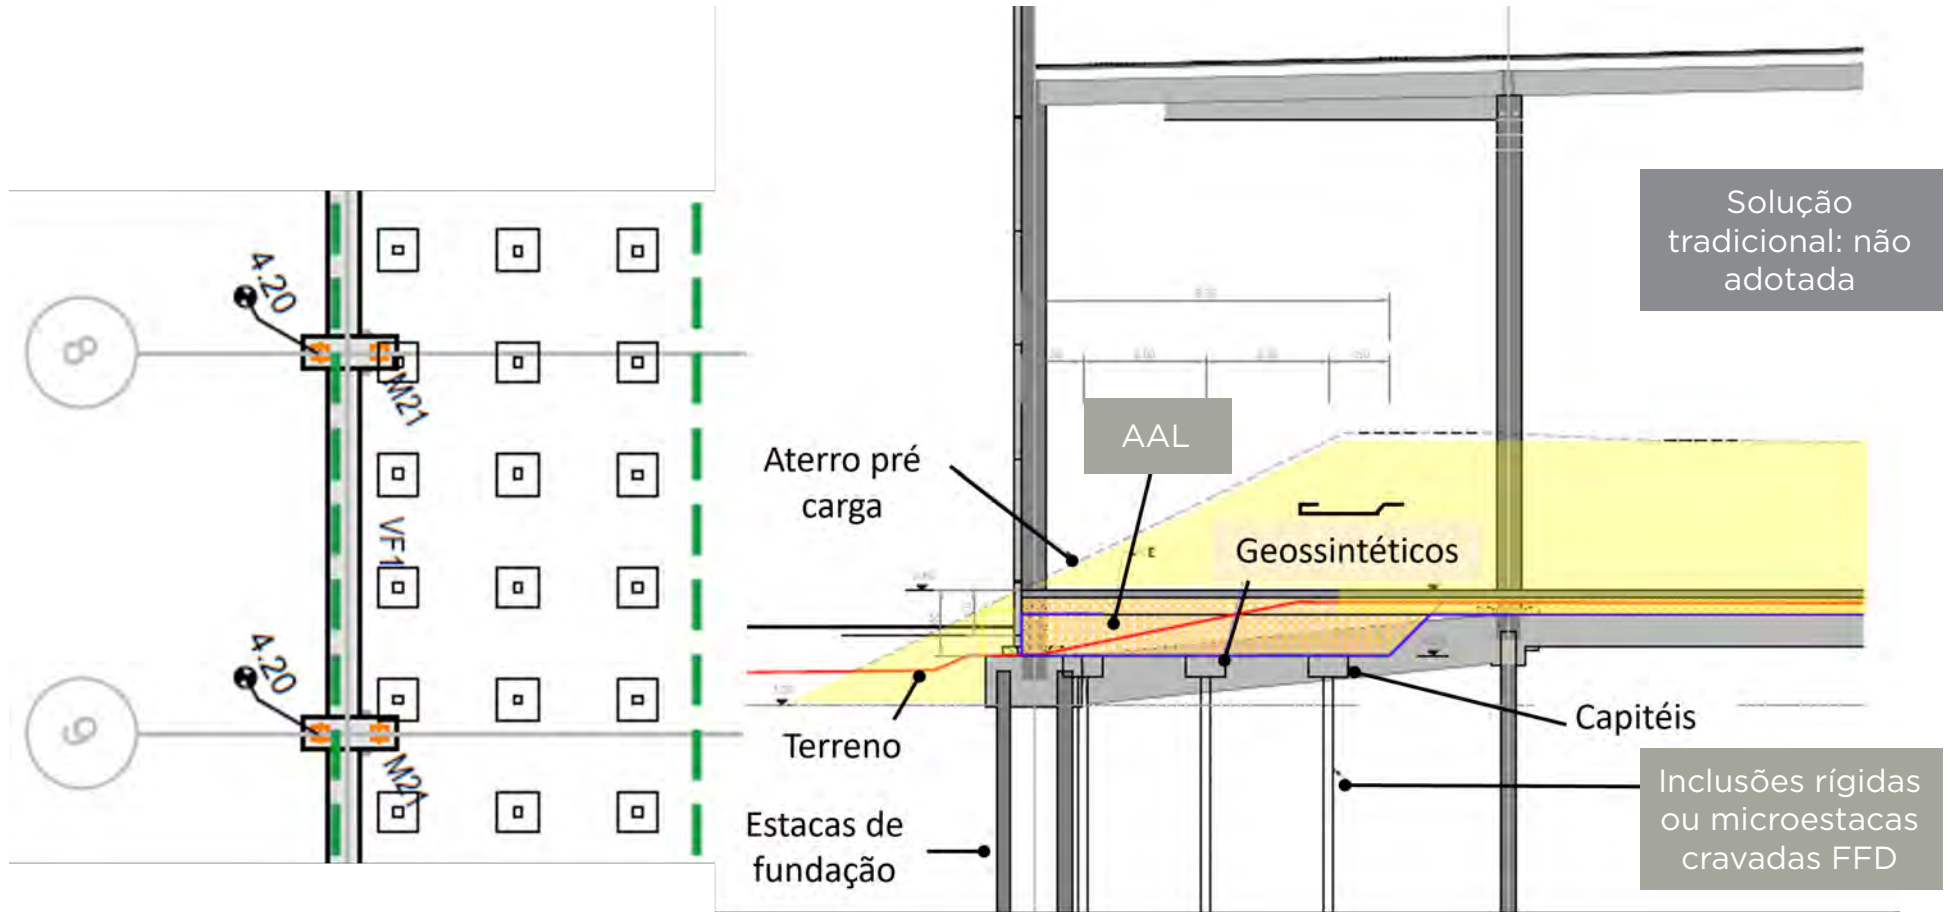 8
4.20
M21
VF1
9
4.20
M21
Solução
tradicional: não
adotada
AAL
Aterro pré
carga
Geossintéticos
E
Terreno
Capitéis
Estacas de
fundação
Inclusões rígidas
ou microestacas
cravadas FFD